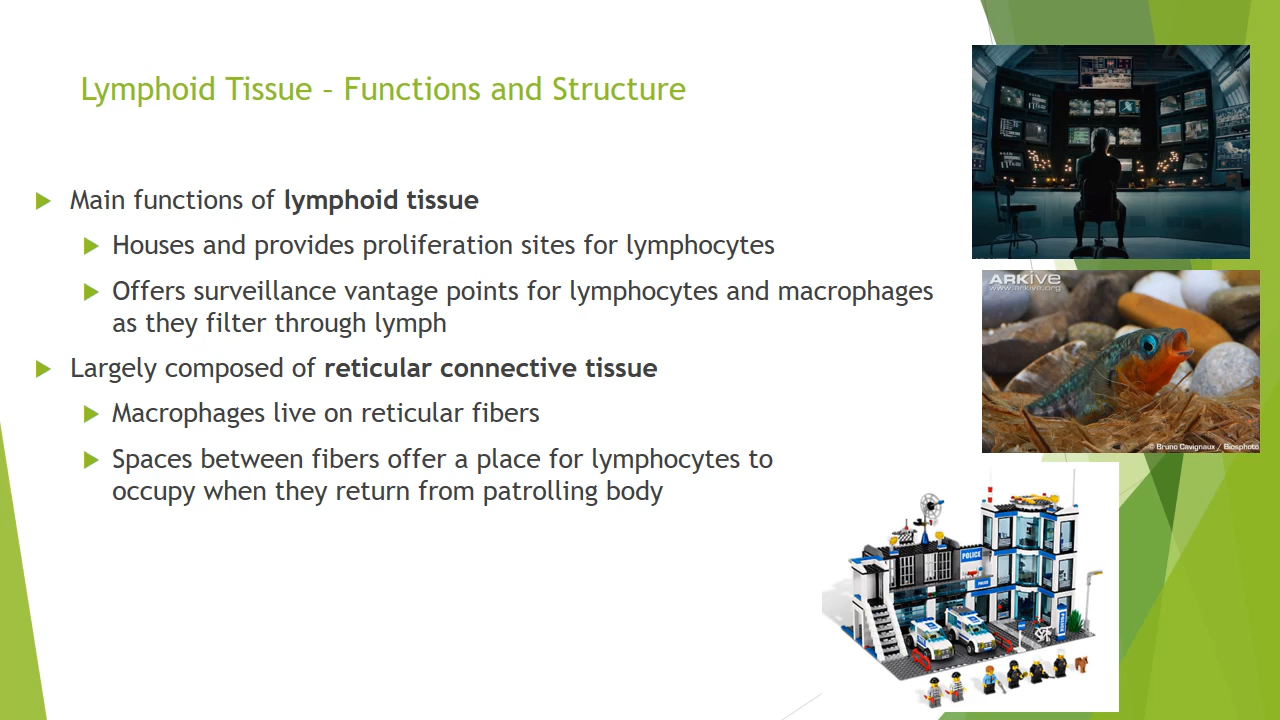 Lymphoid Tissue – Functions and Structure
Main functions of lymphoid tissue
Houses and provides proliferation sites for lymphocytes
Offers surveillance vantage points for lymphocytes and macrophages
as they filter through lymph
Largely composed of reticular connective tissue
Macrophages live on reticular fibers
Spaces between fibers offer a place for lymphocytes to
occupy when they return from patrolling body
ARKive
www.arkive.org
© Bruno Cavignaux / Biosphoto
POLICE
POLICE